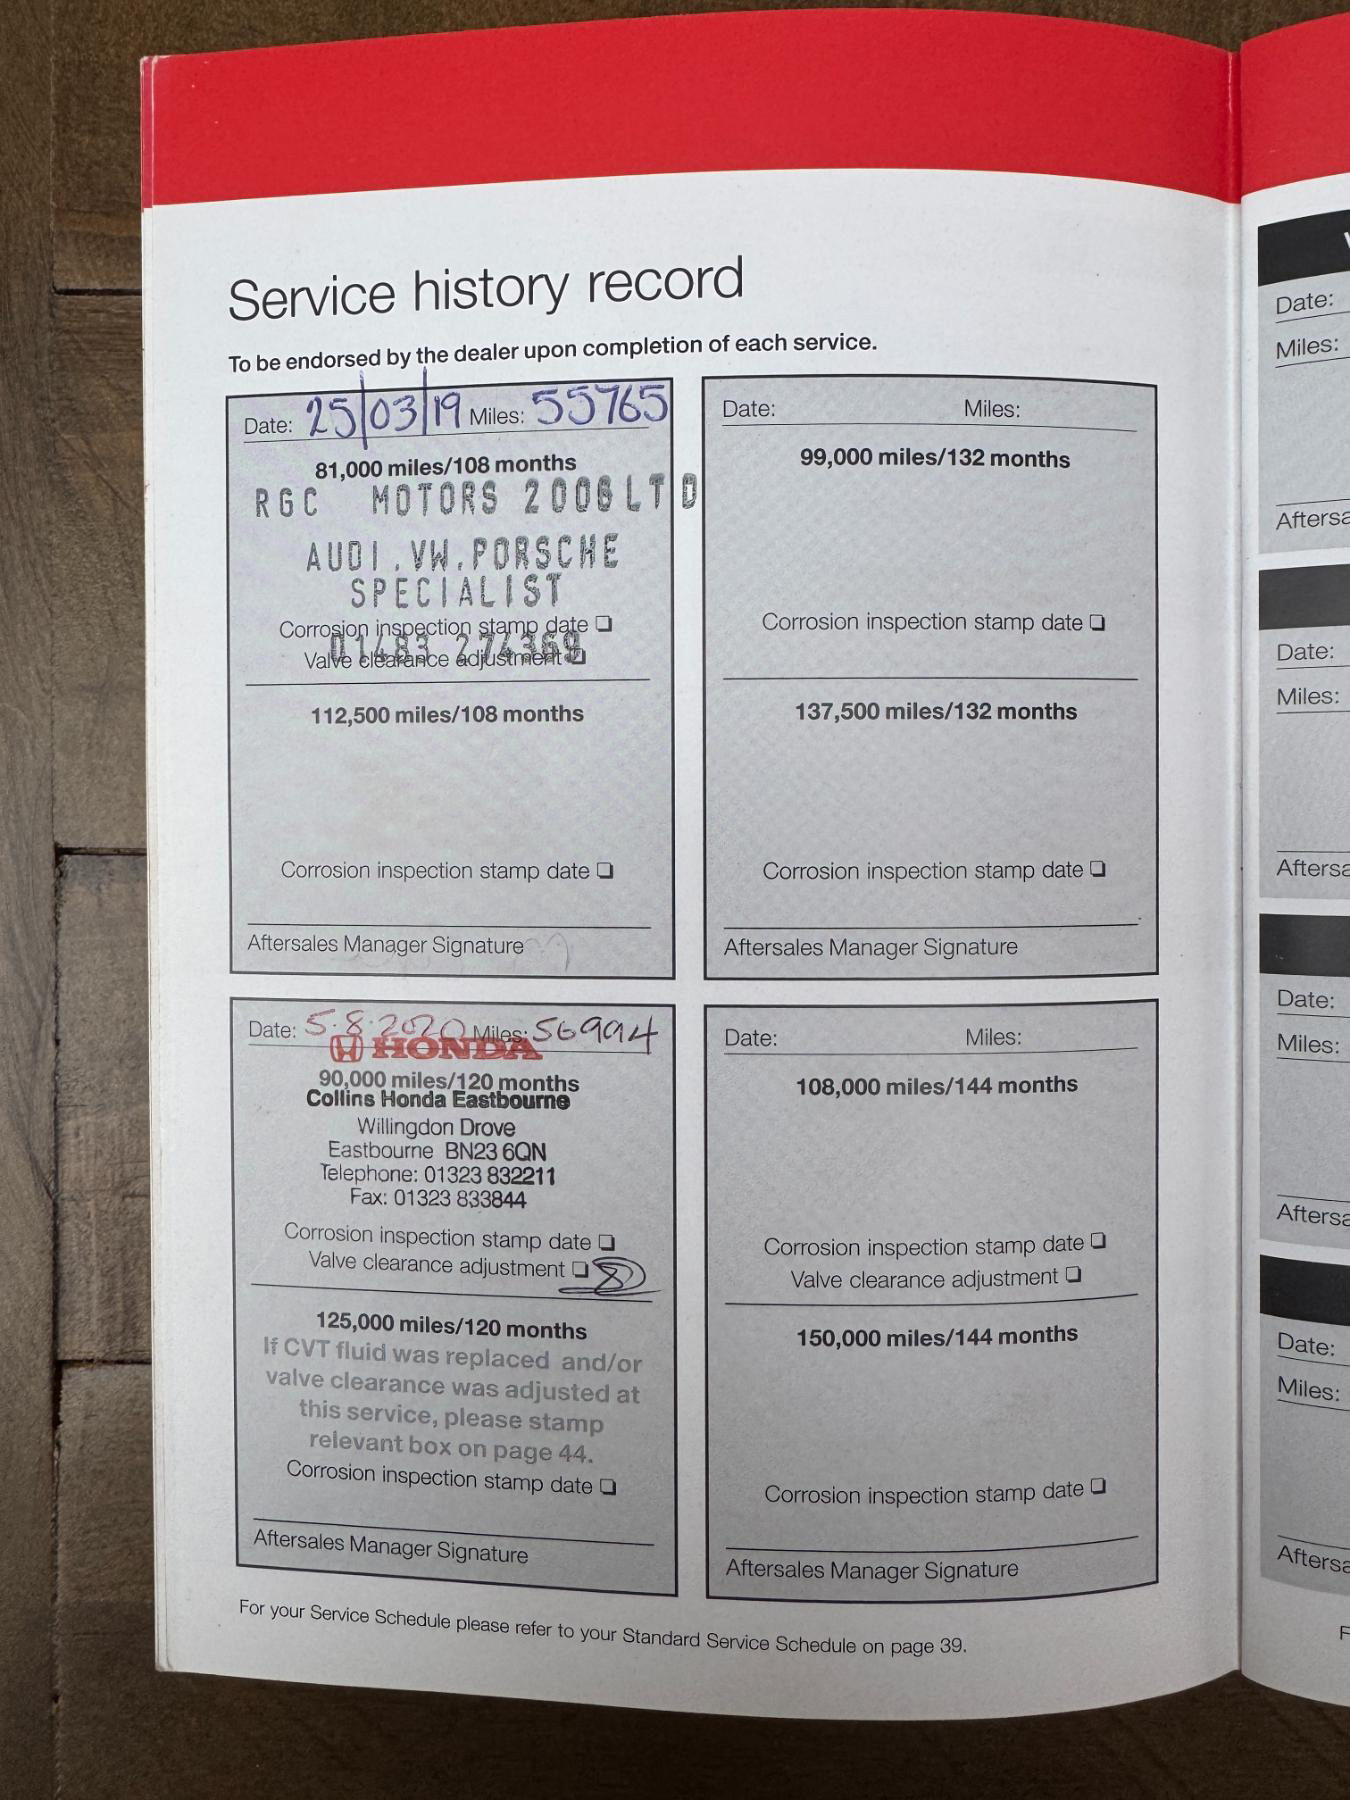 Service history record
To be endorsed by the dealer upon completion of each service.
Date: 25/03/19 Miles: 55765
81,000 miles/108 months
RGC MOTORS 2006 LTD
AUDI.VW.PORSCHE
SPECIALIST
Corrosion inspection stamp date
01483 274369
Valve clearance adjustment
112,500 miles/108 months
Corrosion inspection stamp date
Aftersales Manager Signature
Date: Miles:
99,000 miles/132 months
Corrosion inspection stamp date
137,500 miles/132 months
Corrosion inspection stamp date
Aftersales Manager Signature
Date: 5.8.2020 Miles: 56994
HONDA
90,000 miles/120 months
Collins Honda Eastbourne
Willingdon Drove
Eastbourne BN23 6QN
Telephone: 01323 832211
Fax: 01323 833844
Corrosion inspection stamp date
Valve clearance adjustment
125,000 miles/120 months
If CVT fluid was replaced and/or
valve clearance was adjusted at
this service, please stamp
relevant box on page 44.
Corrosion inspection stamp date
Aftersales Manager Signature
Date: Miles:
108,000 miles/144 months
Corrosion inspection stamp date
Valve clearance adjustment
150,000 miles/144 months
Corrosion inspection stamp date
Aftersales Manager Signature
For your Service Schedule please refer to your Standard Service Schedule on page 39.
Date:
Miles:
Date:
Miles:
Date:
Miles:
Date:
Miles: